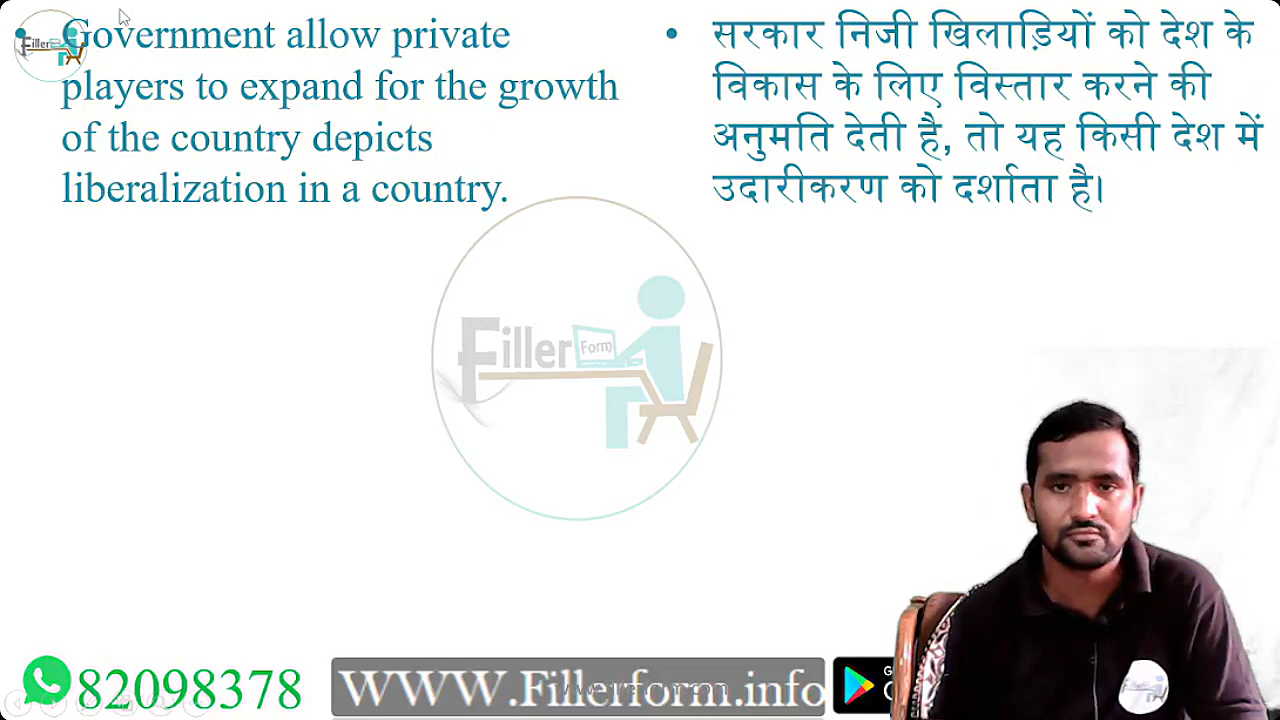 Government allow private
players to expand for the growth
of the country depicts
liberalization in a country.
सरकार निजी खिलाड़ियों को देश के
विकास के लिए विस्तार करने की
अनुमति देती है, तो यह किसी देश में
उदारीकरण को दर्शाता है।
Filler Form
Filler
82098378
WWW.Fillerform.info